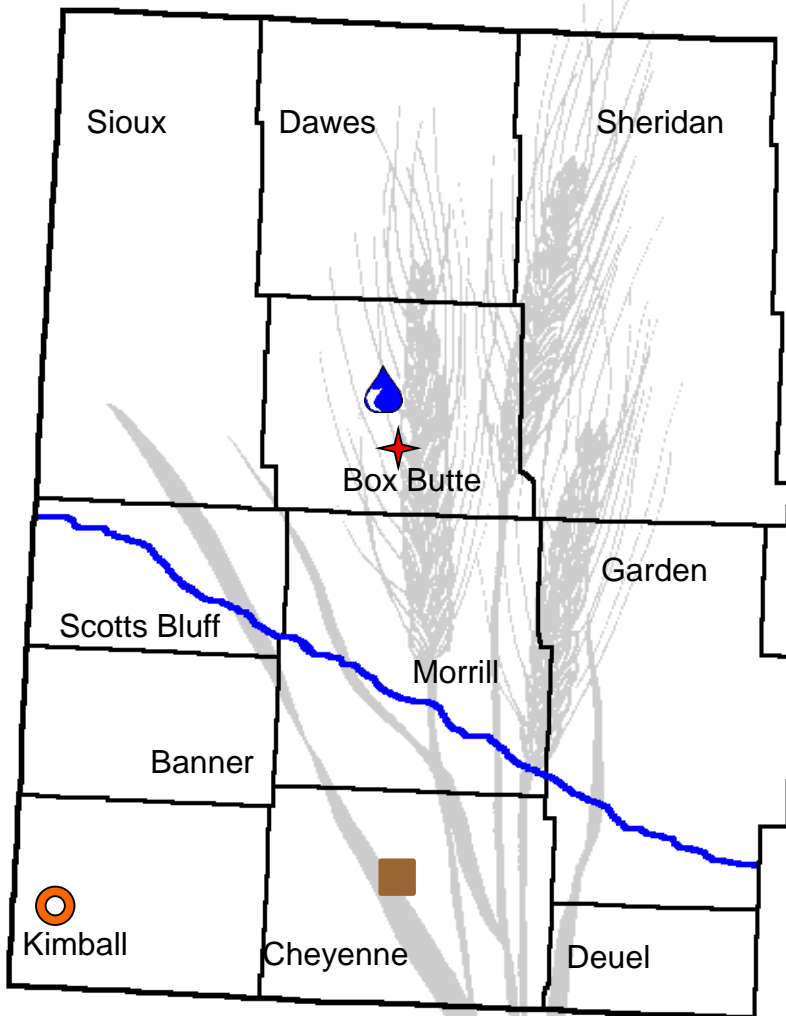 Sioux
Dawes
Sheridan
Box Butte
Garden
Scotts Bluff
Morrill
Banner
Kimball
Cheyenne
Deuel